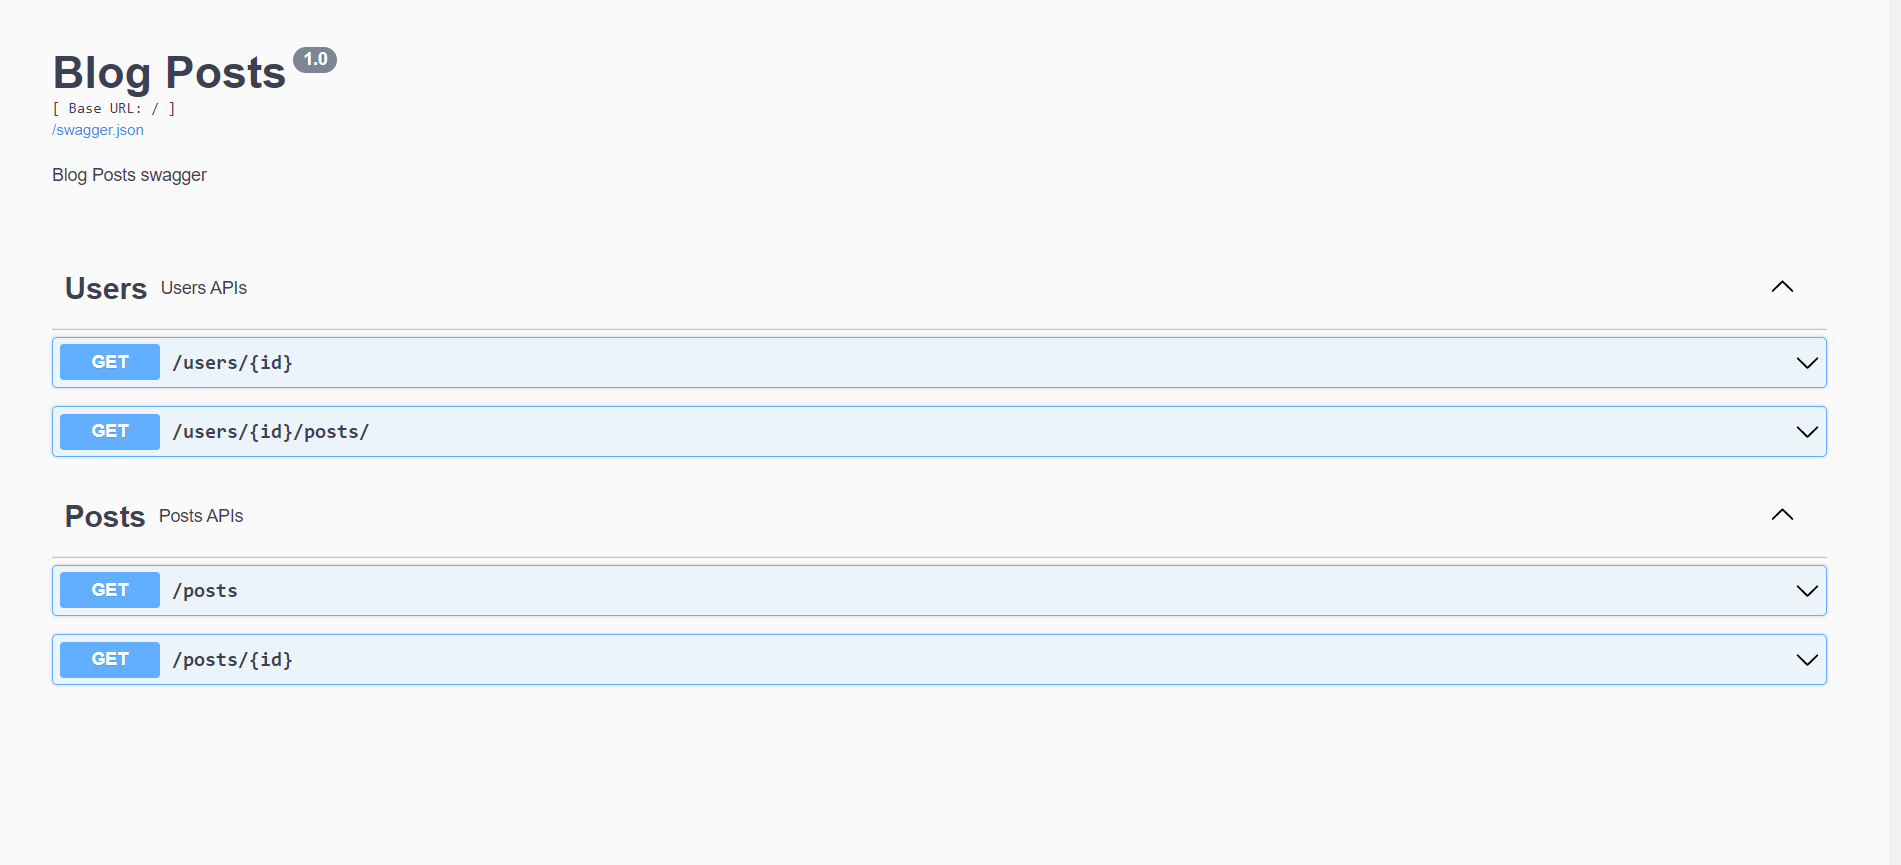 Blog Posts 1.0
[ Base URL: / ]
/swagger.json
Blog Posts swagger
Users Users APIs
GET /users/{id}
GET /users/{id}/posts/
Posts Posts APIs
GET /posts
GET /posts/{id}